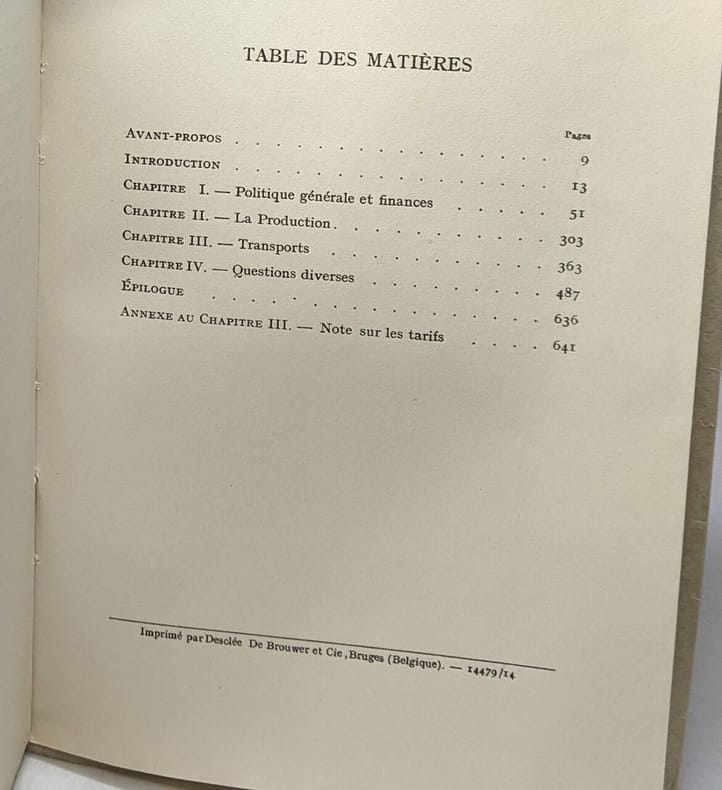 TABLE DES MATIÈRES
Pages
AVANT-PROPOS . . . . . . . . . . . . . . . . . 9
INTRODUCTION . . . . . . . . . . . . . . . . . 13
CHAPITRE I. — Politique générale et finances . . . . . 51
CHAPITRE II. — La Production . . . . . . . . . . . 303
CHAPITRE III. — Transports . . . . . . . . . . . . 363
CHAPITRE IV. — Questions diverses . . . . . . . . . 487
ÉPILOGUE . . . . . . . . . . . . . . . . . 636
ANNEXE AU CHAPITRE III. — Note sur les tarifs . . . . 641
Imprimé par Desclée De Brouwer et Cie, Bruges (Belgique). — 14479/14